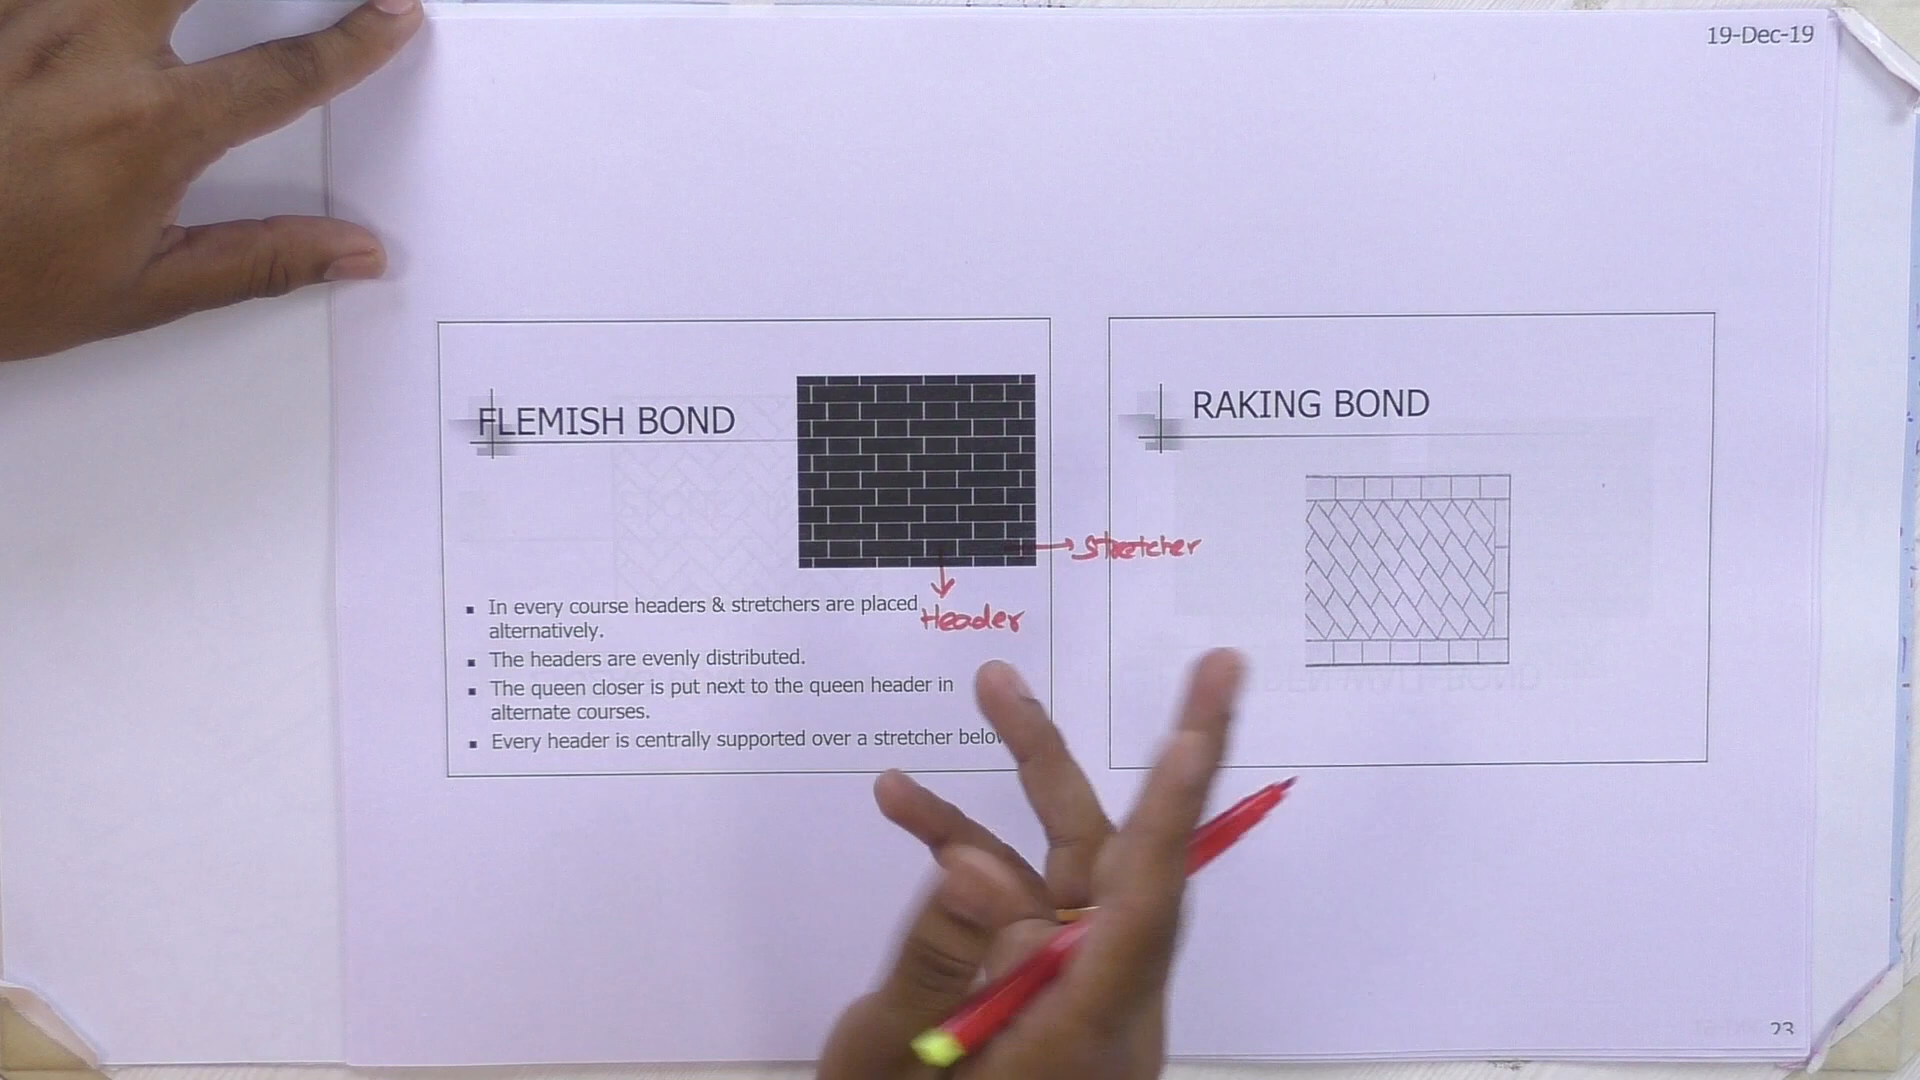 19-Dec-19
FLEMISH BOND
Stretcher
Header
In every course headers & stretchers are placed
alternatively.
The headers are evenly distributed.
The queen closer is put next to the queen header in
alternate courses.
Every header is centrally supported over a stretcher below
RAKING BOND
23